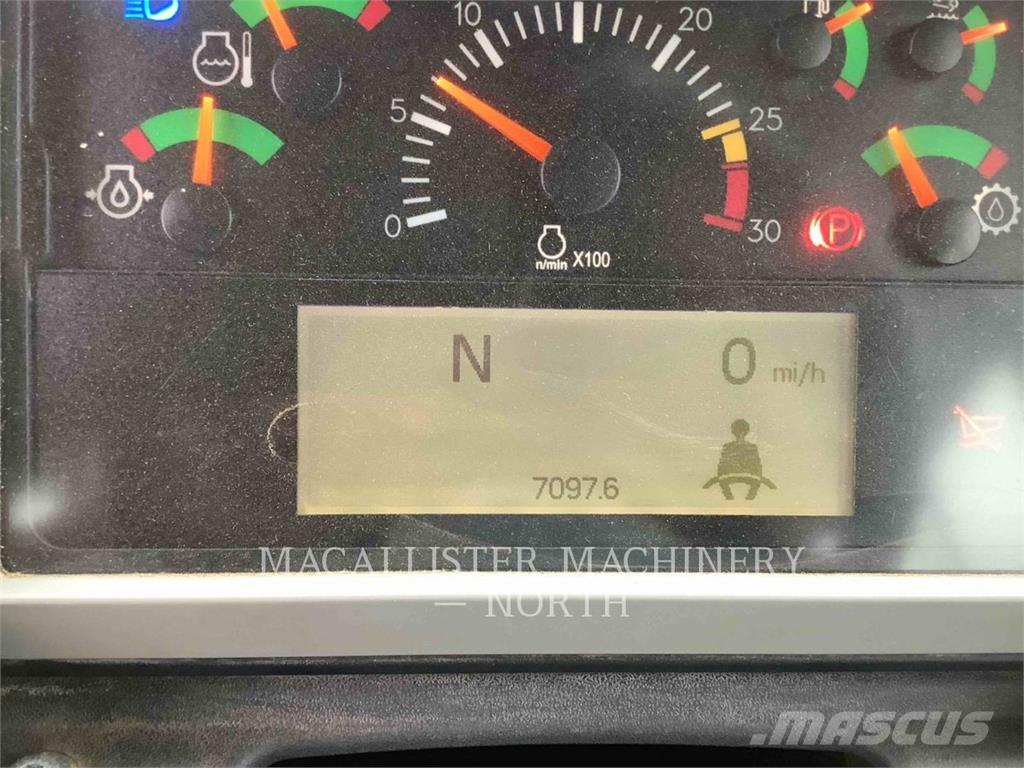 10
20
5
25
0
30
P
n/min X100
N 0 mi/h
7097.6
MACALLISTER MACHINERY
— NORTH
MASCUS